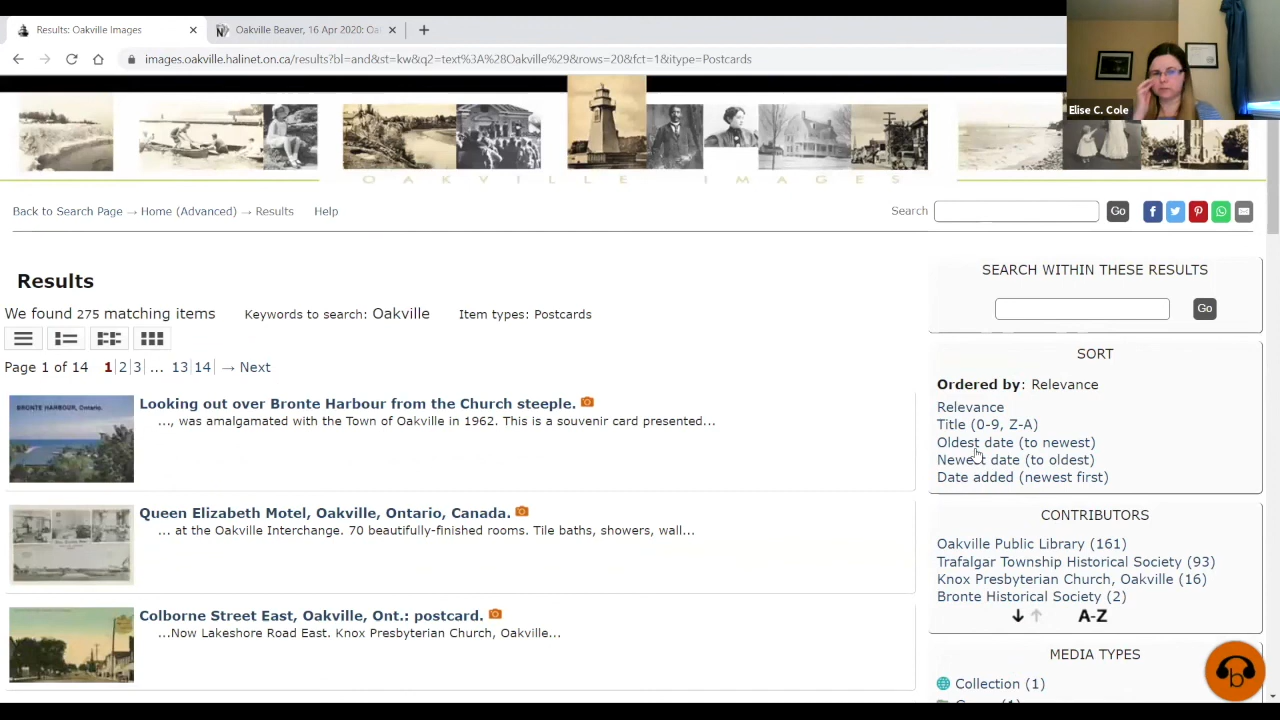 Results: Oakville Images
Oakville Beaver, 16 Apr 2020: Oa
images.oakville.halinet.on.ca/results?bl=and&st=kw&q2=text%3A%28Oakville%29&rows=20&fct=1&itype=Postcards
Elise C. Cole
OAKVILLE IMAGES
Back to Search Page → Home (Advanced) → Results Help
Search Go
Results
We found 275 matching items Keywords to search: Oakville Item types: Postcards
Page 1 of 14 1 | 2 | 3 | ... 13 | 14 | → Next
BRONTE HARBOUR, Ontario.
Looking out over Bronte Harbour from the Church steeple.
..., was amalgamated with the Town of Oakville in 1962. This is a souvenir card presented...
Queen Elizabeth Motel, Oakville, Ontario, Canada.
... at the Oakville Interchange. 70 beautifully-finished rooms. Tile baths, showers, wall...
Colborne Street East, Oakville, Ont.: postcard.
...Now Lakeshore Road East. Knox Presbyterian Church, Oakville...
SEARCH WITHIN THESE RESULTS
Go
SORT
Ordered by: Relevance
Relevance
Title (0-9, Z-A)
Oldest date (to newest)
Newest date (to oldest)
Date added (newest first)
CONTRIBUTORS
Oakville Public Library (161)
Trafalgar Township Historical Society (93)
Knox Presbyterian Church, Oakville (16)
Bronte Historical Society (2)
A-Z
MEDIA TYPES
Collection (1)